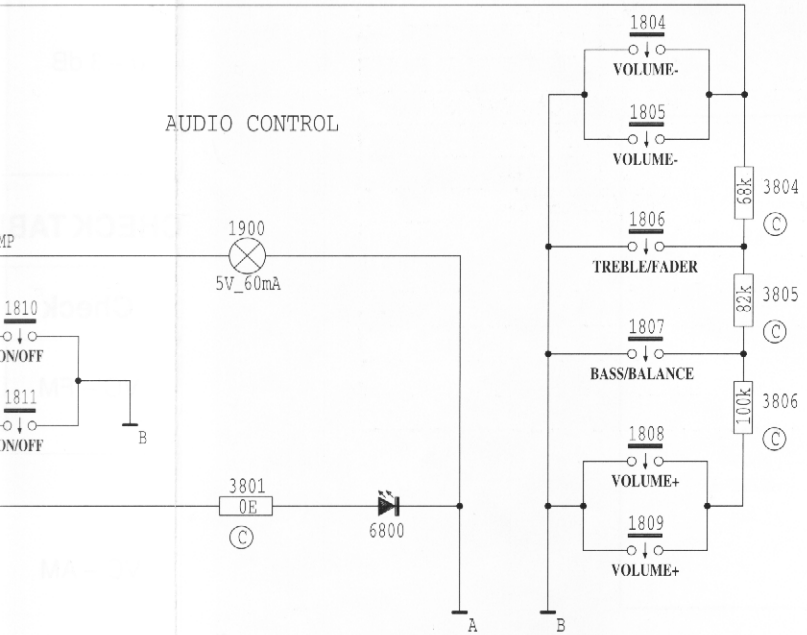 AUDIO CONTROL
1804
VOLUME-
1805
VOLUME-
68k
3804
C
1806
TREBLE/FADER
82k
3805
C
1807
BASS/BALANCE
100k
3806
C
1808
VOLUME+
1809
VOLUME+
B
MP
1900
5V_60mA
1810
ON/OFF
1811
ON/OFF
B
3801
0E
C
6800
A